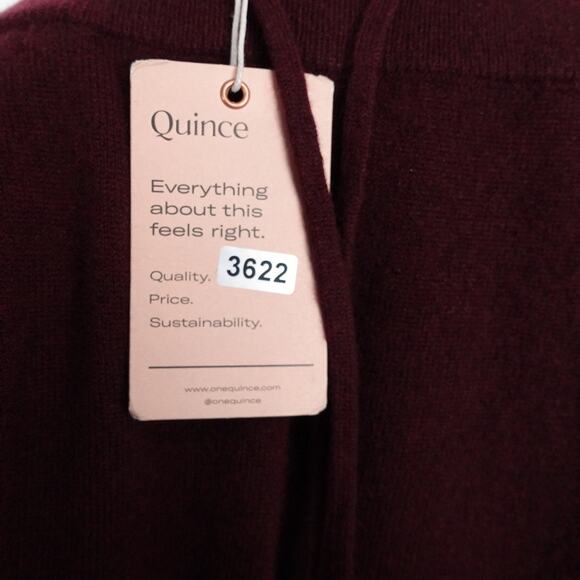 Quince
Everything
about this
feels right.
Quality.
3622
Price.
Sustainability.
www.onequince.com
@onequince